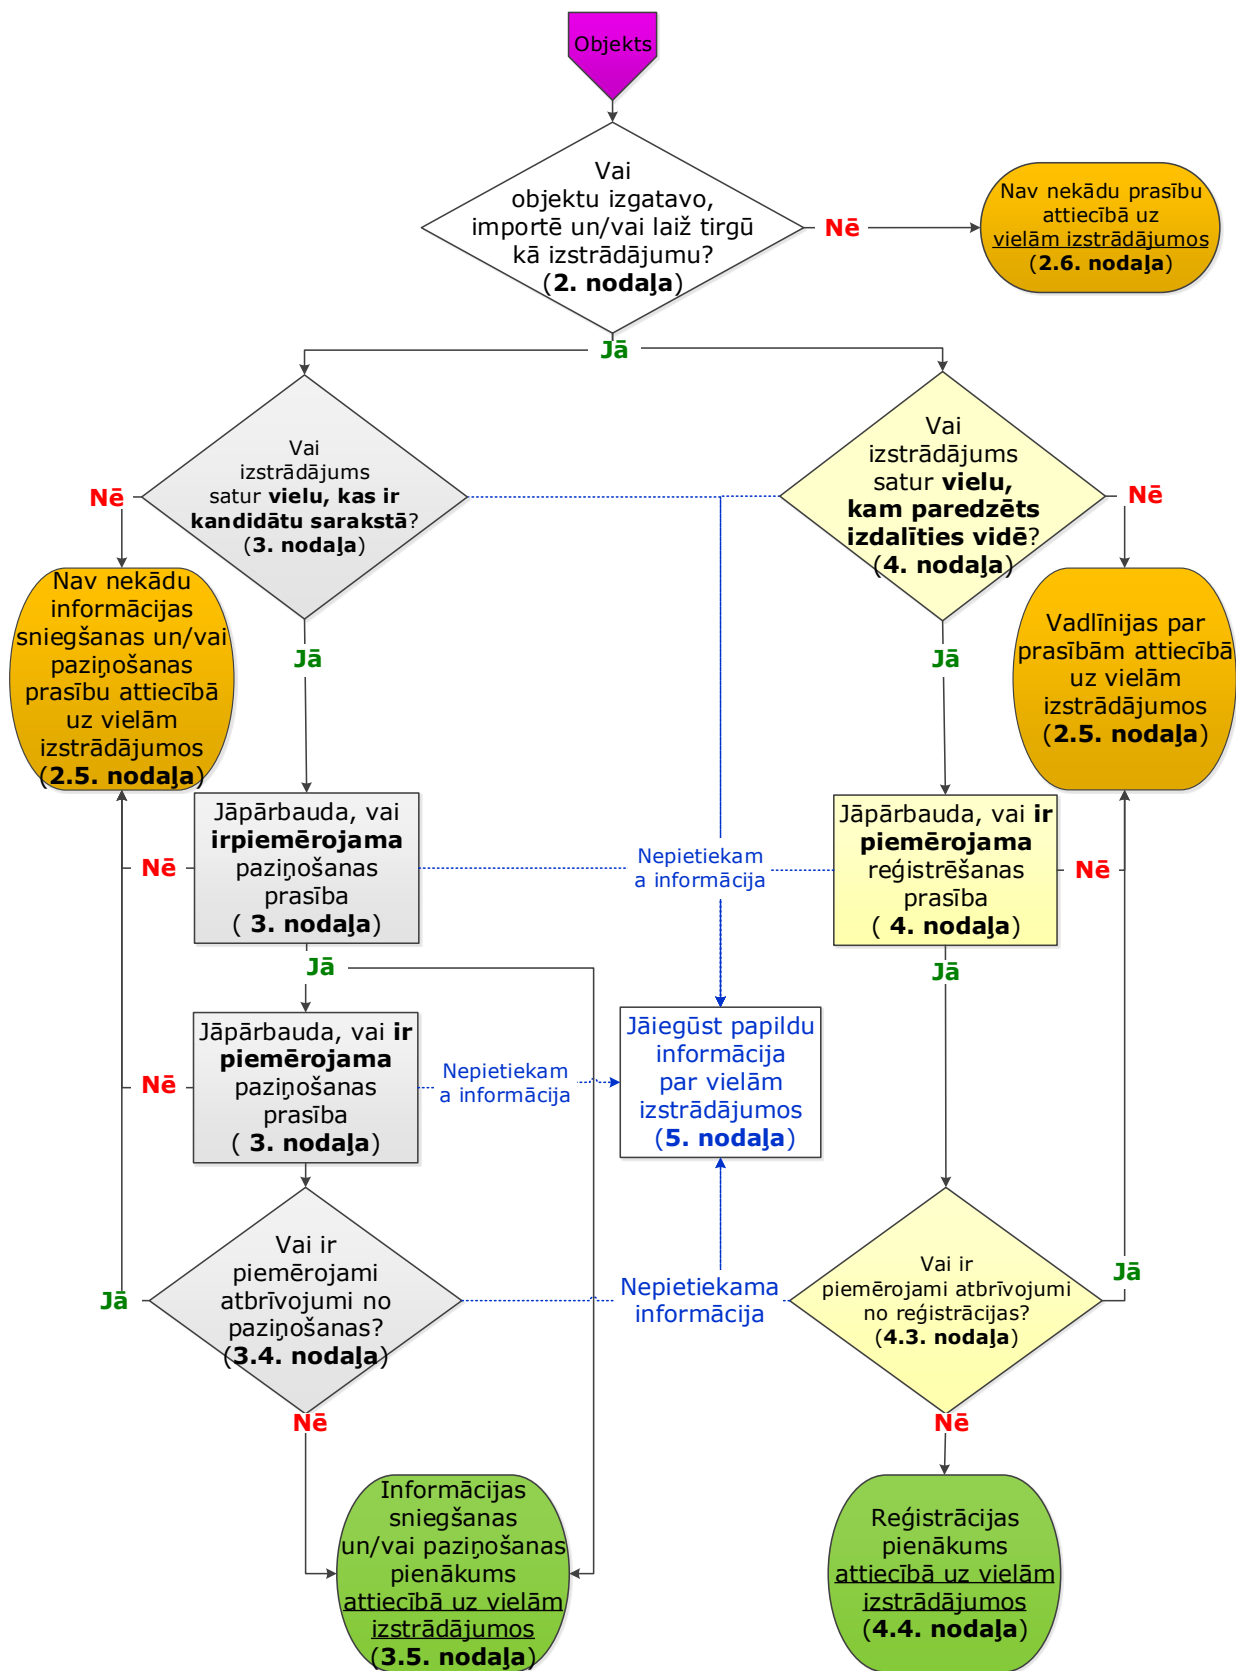 Objekts
Vai
objektu izgatavo,
importē un/vai laiž tirgū
kā izstrādājumu?
(2. nodaļa)
Nē
Nav nekādu prasību
attiecībā uz
vielām izstrādājumos
(2.6. nodaļa)
Jā
Vai
izstrādājums
satur vielu, kas ir
kandidātu sarakstā?
(3. nodaļa)
Nē
Vai
izstrādājums
satur vielu,
kam paredzēts
izdalīties vidē?
(4. nodaļa)
Nē
Nav nekādu
informācijas
sniegšanas un/vai
paziņošanas
prasību attiecībā
uz vielām
izstrādājumos
(2.5. nodaļa)
Jā
Jā
Vadlīnijas par
prasībām attiecībā
uz vielām
izstrādājumos
(2.5. nodaļa)
Jāpārbauda, vai
irpiemērojama
paziņošanas
prasība
( 3. nodaļa)
Nē
Nepietiekam
a informācija
Jāpārbauda, vai ir
piemērojama
reģistrēšanas
prasība
( 4. nodaļa)
Nē
Jā
Jā
Jāpārbauda, vai ir
piemērojama
paziņošanas
prasība
( 3. nodaļa)
Nē
Nepietiekam
a informācija
Jāiegūst papildu
informācija
par vielām
izstrādājumos
(5. nodaļa)
Vai ir
piemērojami
atbrīvojumi no
paziņošanas?
(3.4. nodaļa)
Jā
Nepietiekama
informācija
Vai ir
piemērojami atbrīvojumi
no reģistrācijas?
(4.3. nodaļa)
Jā
Nē
Nē
Informācijas
sniegšanas
un/vai paziņošanas
pienākums
attiecībā uz vielām
izstrādājumos
(3.5. nodaļa)
Reģistrācijas
pienākums
attiecībā uz vielām
izstrādājumos
(4.4. nodaļa)